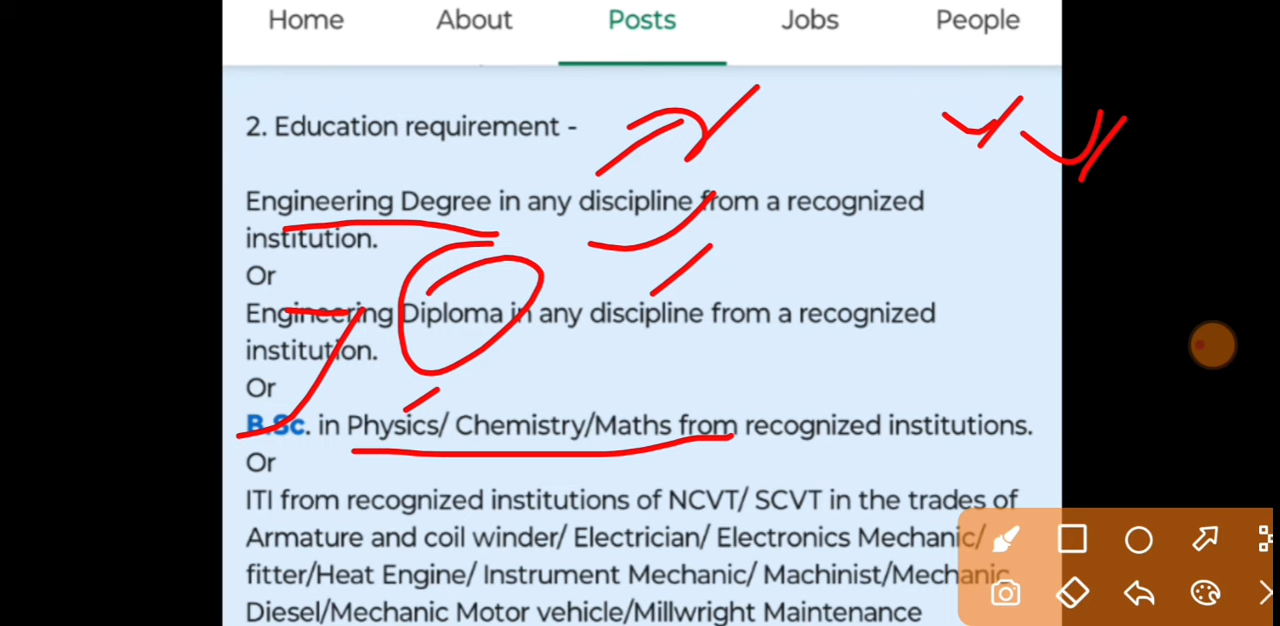 Home About Posts Jobs People
2. Education requirement -
Engineering Degree in any discipline from a recognized
institution.
Or
Engineering Diploma in any discipline from a recognized
institution.
Or
B.Sc. in Physics/ Chemistry/Maths from recognized institutions.
Or
ITI from recognized institutions of NCVT/ SCVT in the trades of
Armature and coil winder/ Electrician/ Electronics Mechanic/
fitter/Heat Engine/ Instrument Mechanic/ Machinist/Mechanic
Diesel/Mechanic Motor vehicle/Millwright Maintenance